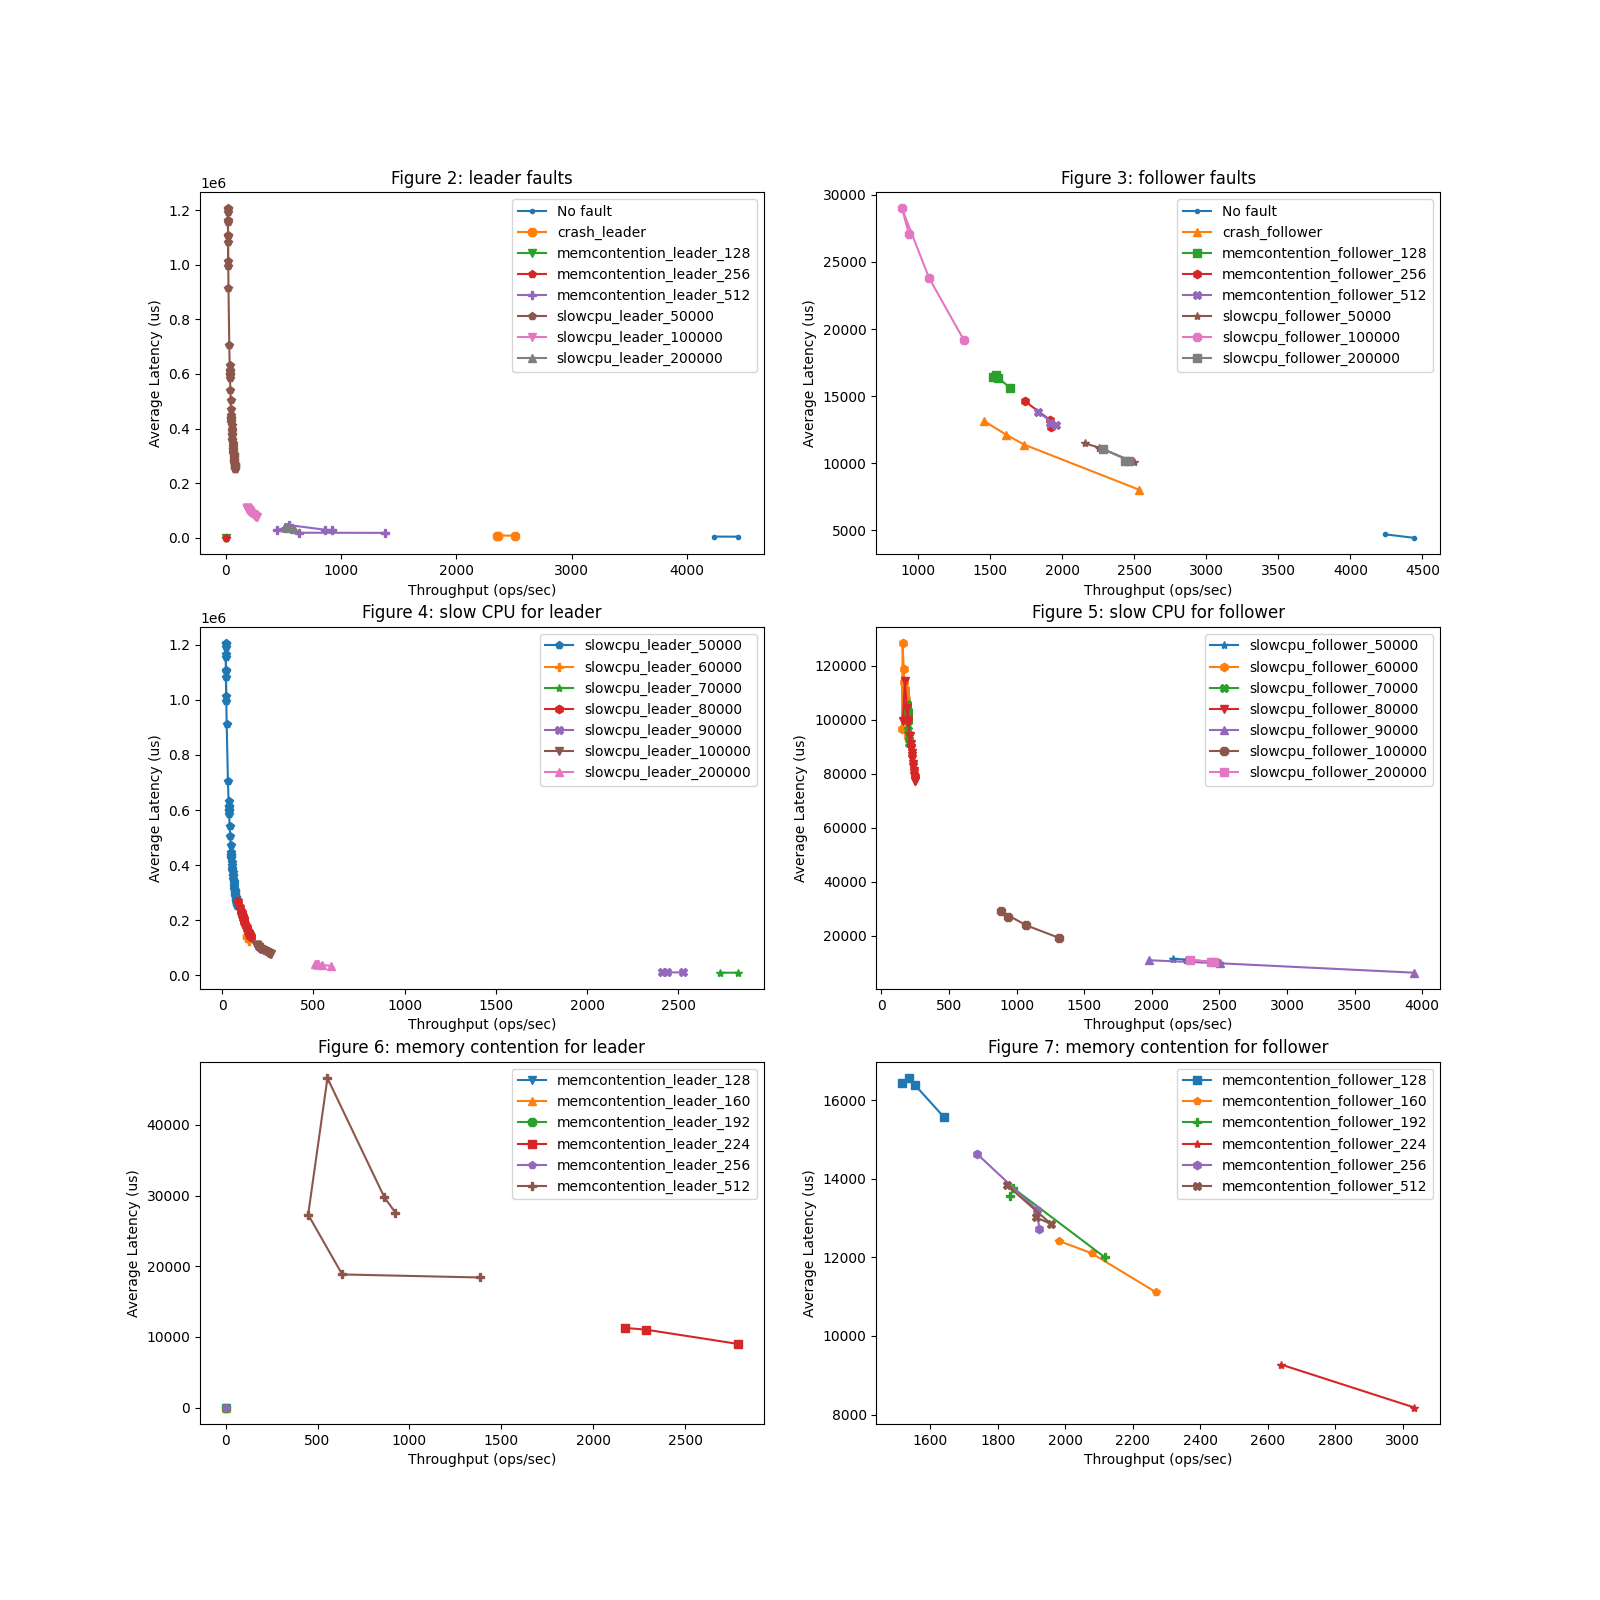 Figure 2: leader faults
1e6
1.2
1.0
0.8
0.6
0.4
0.2
0.0
Average Latency (us)
0 1000 2000 3000 4000
Throughput (ops/sec)
No fault
crash_leader
memcontention_leader_128
memcontention_leader_256
memcontention_leader_512
slowcpu_leader_50000
slowcpu_leader_100000
slowcpu_leader_200000
Figure 3: follower faults
30000
25000
20000
15000
10000
5000
Average Latency (us)
1000 1500 2000 2500 3000 3500 4000 4500
Throughput (ops/sec)
No fault
crash_follower
memcontention_follower_128
memcontention_follower_256
memcontention_follower_512
slowcpu_follower_50000
slowcpu_follower_100000
slowcpu_follower_200000
Figure 4: slow CPU for leader
1e6
1.2
1.0
0.8
0.6
0.4
0.2
0.0
Average Latency (us)
0 500 1000 1500 2000 2500
Throughput (ops/sec)
slowcpu_leader_50000
slowcpu_leader_60000
slowcpu_leader_70000
slowcpu_leader_80000
slowcpu_leader_90000
slowcpu_leader_100000
slowcpu_leader_200000
Figure 5: slow CPU for follower
120000
100000
80000
60000
40000
20000
Average Latency (us)
0 500 1000 1500 2000 2500 3000 3500 4000
Throughput (ops/sec)
slowcpu_follower_50000
slowcpu_follower_60000
slowcpu_follower_70000
slowcpu_follower_80000
slowcpu_follower_90000
slowcpu_follower_100000
slowcpu_follower_200000
Figure 6: memory contention for leader
40000
30000
20000
10000
0
Average Latency (us)
0 500 1000 1500 2000 2500
Throughput (ops/sec)
memcontention_leader_128
memcontention_leader_160
memcontention_leader_192
memcontention_leader_224
memcontention_leader_256
memcontention_leader_512
Figure 7: memory contention for follower
16000
14000
12000
10000
8000
Average Latency (us)
1600 1800 2000 2200 2400 2600 2800 3000
Throughput (ops/sec)
memcontention_follower_128
memcontention_follower_160
memcontention_follower_192
memcontention_follower_224
memcontention_follower_256
memcontention_follower_512